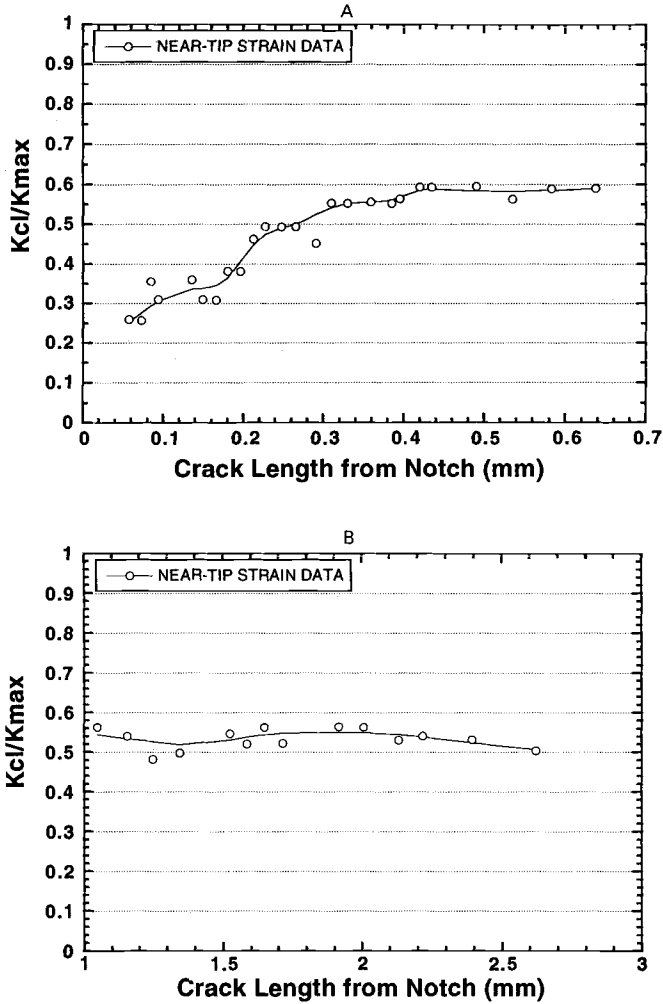 A
NEAR-TIP STRAIN DATA
1
0.9
0.8
0.7
0.6
0.5
0.4
0.3
0.2
0.1
0
Kcl/Kmax
0 0.1 0.2 0.3 0.4 0.5 0.6 0.7
Crack Length from Notch (mm)
B
NEAR-TIP STRAIN DATA
1
0.9
0.8
0.7
0.6
0.5
0.4
0.3
0.2
0.1
0
Kcl/Kmax
1 1.5 2 2.5 3
Crack Length from Notch (mm)